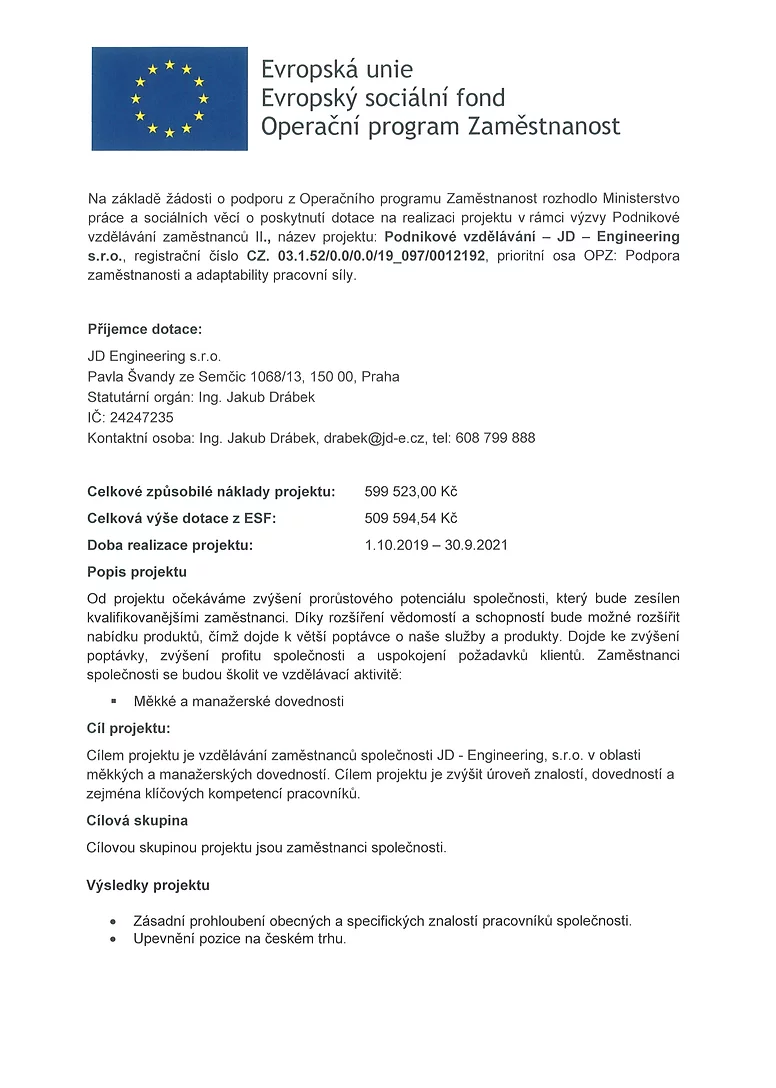 Evropská unie
Evropský sociální fond
Operační program Zaměstnanost
Na základě žádosti o podporu z Operačního programu Zaměstnanost rozhodlo Ministerstvo
práce a sociálních věcí o poskytnutí dotace na realizaci projektu v rámci výzvy Podnikové
vzdělávání zaměstnanců II., název projektu: Podnikové vzdělávání – JD – Engineering
s.r.o., registrační číslo CZ. 03.1.52/0.0/0.0/19_097/0012192, prioritní osa OPZ: Podpora
zaměstnanosti a adaptability pracovní síly.
Příjemce dotace:
JD Engineering s.r.o.
Pavla Švandy ze Semčic 1068/13, 150 00, Praha
Statutární orgán: Ing. Jakub Drábek
IČ: 24247235
Kontaktní osoba: Ing. Jakub Drábek, drabek@jd-e.cz, tel: 608 799 888
Celkové způsobilé náklady projektu: 599 523,00 Kč
Celková výše dotace z ESF: 509 594,54 Kč
Doba realizace projektu: 1.10.2019 – 30.9.2021
Popis projektu
Od projektu očekáváme zvýšení prorůstového potenciálu společnosti, který bude zesílen
kvalifikovanějšími zaměstnanci. Díky rozšíření vědomostí a schopností bude možné rozšířit
nabídku produktů, čímž dojde k větší poptávce o naše služby a produkty. Dojde ke zvýšení
poptávky, zvýšení profitu společnosti a uspokojení požadavků klientů. Zaměstnanci
společnosti se budou školit ve vzdělávací aktivitě:
▪ Měkké a manažerské dovednosti
Cíl projektu:
Cílem projektu je vzdělávání zaměstnanců společnosti JD - Engineering, s.r.o. v oblasti
měkkých a manažerských dovedností. Cílem projektu je zvýšit úroveň znalostí, dovedností a
zejména klíčových kompetencí pracovníků.
Cílová skupina
Cílovou skupinou projektu jsou zaměstnanci společnosti.
Výsledky projektu
• Zásadní prohloubení obecných a specifických znalostí pracovníků společnosti.
• Upevnění pozice na českém trhu.